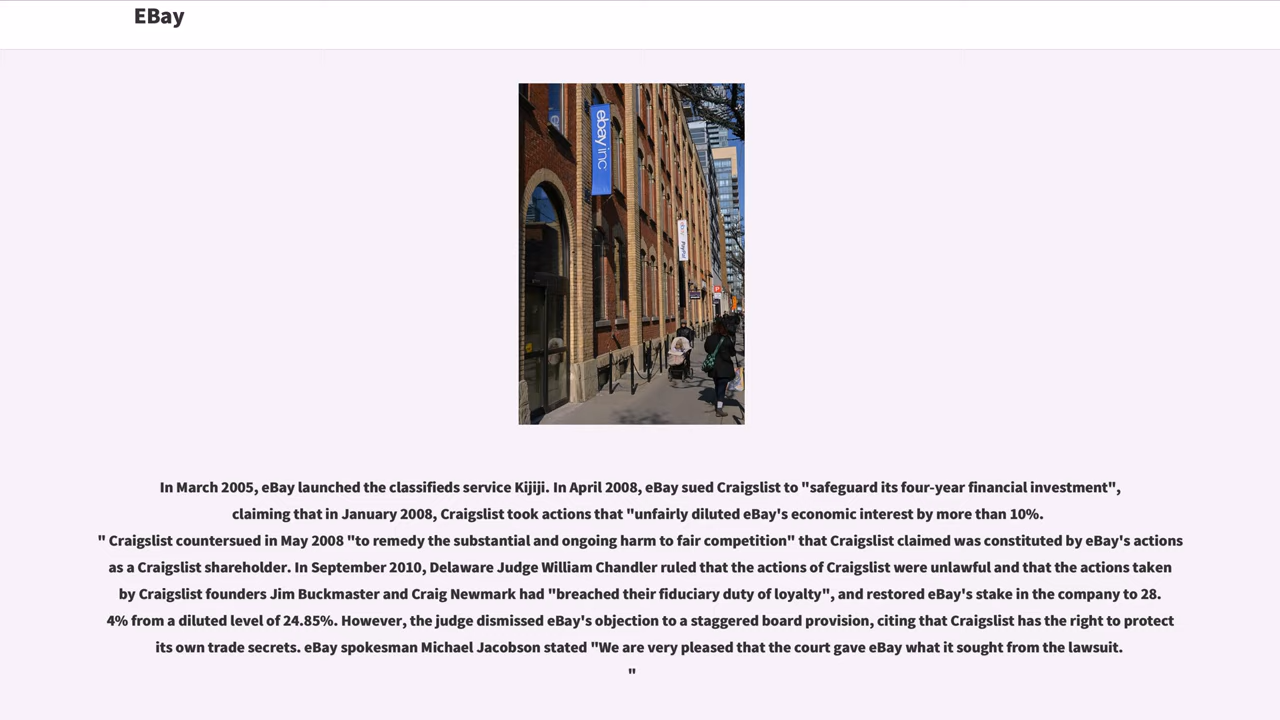 EBay
ebay inc
PayPal
P
In March 2005, eBay launched the classifieds service Kijiji. In April 2008, eBay sued Craigslist to "safeguard its four-year financial investment",
claiming that in January 2008, Craigslist took actions that "unfairly diluted eBay's economic interest by more than 10%.
" Craigslist countersued in May 2008 "to remedy the substantial and ongoing harm to fair competition" that Craigslist claimed was constituted by eBay's actions
as a Craigslist shareholder. In September 2010, Delaware Judge William Chandler ruled that the actions of Craigslist were unlawful and that the actions taken
by Craigslist founders Jim Buckmaster and Craig Newmark had "breached their fiduciary duty of loyalty", and restored eBay's stake in the company to 28.
4% from a diluted level of 24.85%. However, the judge dismissed eBay's objection to a staggered board provision, citing that Craigslist has the right to protect
its own trade secrets. eBay spokesman Michael Jacobson stated "We are very pleased that the court gave eBay what it sought from the lawsuit.
"